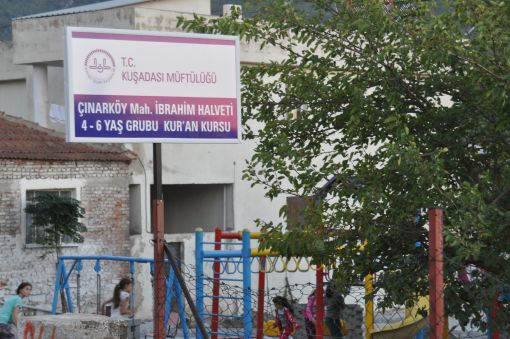 T.C.
KUŞADASI MÜFTÜLÜĞÜ
ÇINARKÖY Mah. İBRAHİM HALVETİ
4 - 6 YAŞ GRUBU KUR'AN KURSU